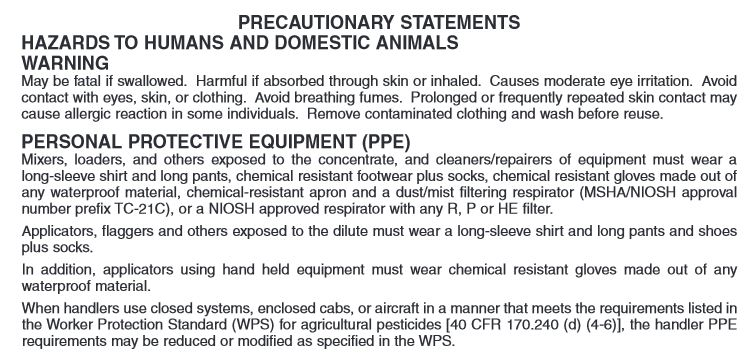 PRECAUTIONARY STATEMENTS
HAZARDS TO HUMANS AND DOMESTIC ANIMALS
WARNING
May be fatal if swallowed. Harmful if absorbed through skin or inhaled. Causes moderate eye irritation. Avoid
contact with eyes, skin, or clothing. Avoid breathing fumes. Prolonged or frequently repeated skin contact may
cause allergic reaction in some individuals. Remove contaminated clothing and wash before reuse.
PERSONAL PROTECTIVE EQUIPMENT (PPE)
Mixers, loaders, and others exposed to the concentrate, and cleaners/repairers of equipment must wear a
long-sleeve shirt and long pants, chemical resistant footwear plus socks, chemical resistant gloves made out of
any waterproof material, chemical-resistant apron and a dust/mist filtering respirator (MSHA/NIOSH approval
number prefix TC-21C), or a NIOSH approved respirator with any R, P or HE filter.
Applicators, flaggers and others exposed to the dilute must wear a long-sleeve shirt and long pants and shoes
plus socks.
In addition, applicators using hand held equipment must wear chemical resistant gloves made out of any
waterproof material.
When handlers use closed systems, enclosed cabs, or aircraft in a manner that meets the requirements listed in
the Worker Protection Standard (WPS) for agricultural pesticides [40 CFR 170.240 (d) (4-6)], the handler PPE
requirements may be reduced or modified as specified in the WPS.